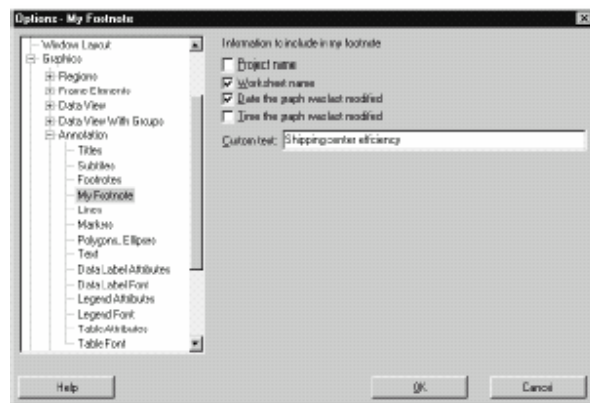 Options - My Footnote
Window Layout
Graphics
Regions
Frame Elements
Data View
Data View With Groups
Annotation
Titles
Subtitles
Footnotes
My Footnote
Lines
Markers
Polygons, Ellipses
Text
Data Label Attributes
Data Label Font
Legend Attributes
Legend Font
Table Attributes
Table Font
Information to include in my footnote
Project name
Worksheet name
Date the graph was last modified
Time the graph was last modified
Custom text: Shipping center efficiency
Help
OK
Cancel